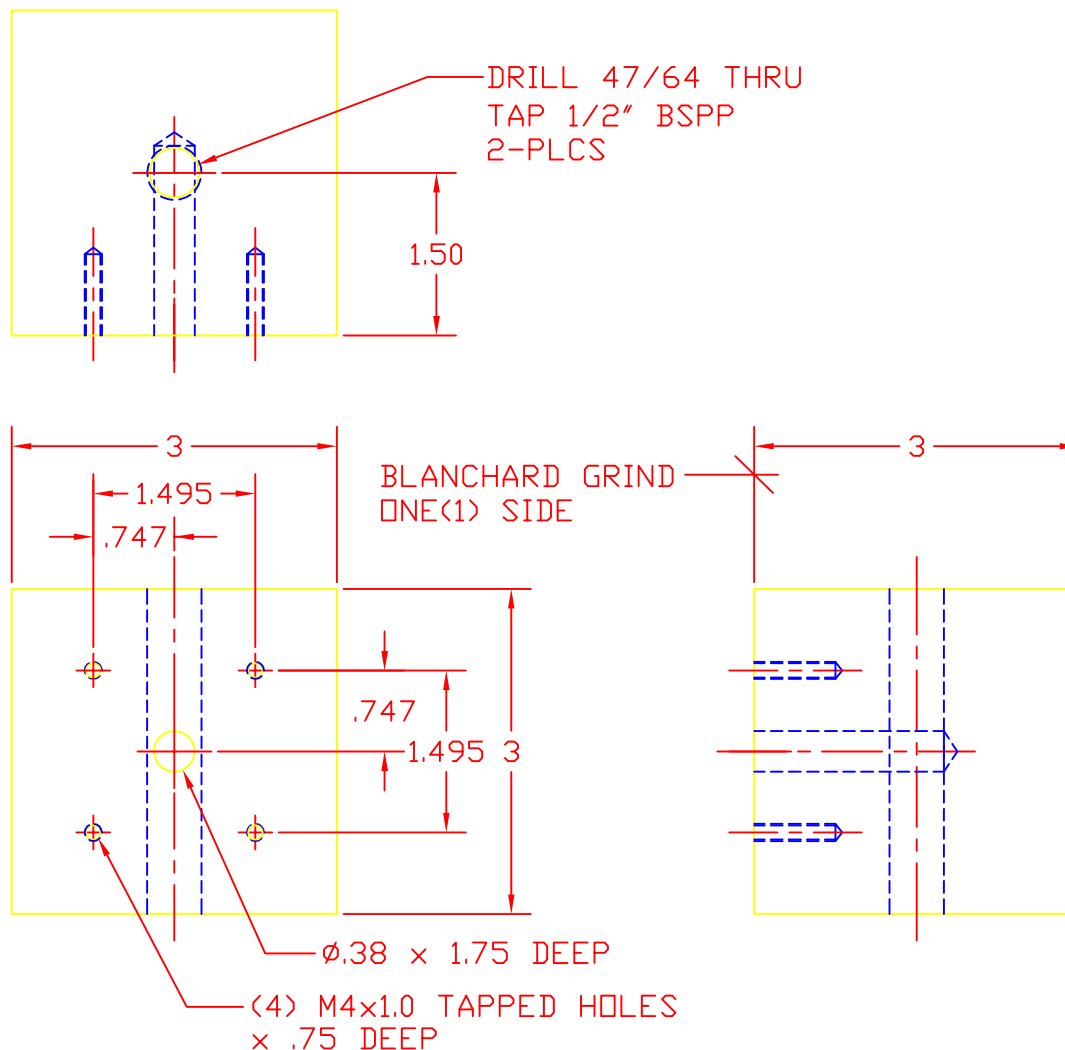 DRILL 47/64 THRU
TAP 1/2" BSPP
2-PLCS
1.50
3
3
BLANCHARD GRIND
ONE(1) SIDE
1.495
.747
.747
1.495
3
Ø.38 x 1.75 DEEP
(4) M4x1.0 TAPPED HOLES
x .75 DEEP